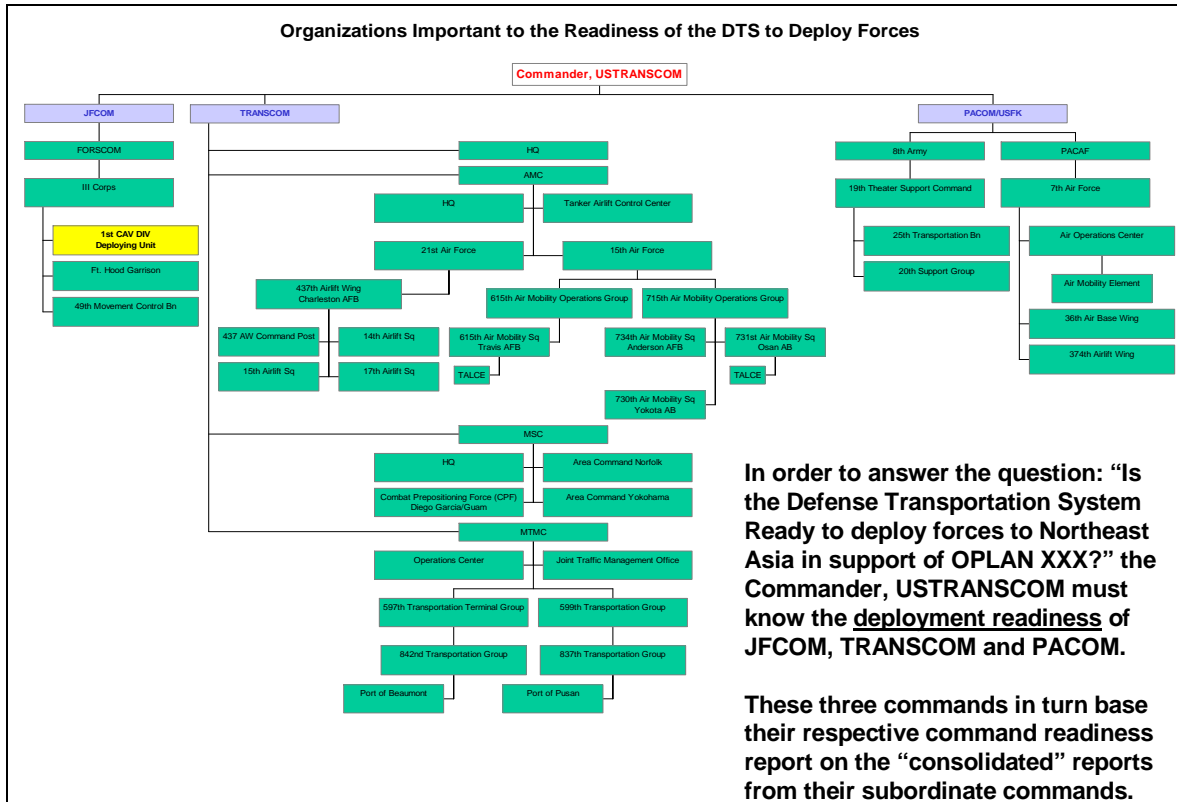 Organizations Important to the Readiness of the DTS to Deploy Forces
Commander, USTRANSCOM
JFCOM
TRANSCOM
PACOM/USFK
FORSCOM
III Corps
1st CAV DIV
Deploying Unit
Ft. Hood Garrison
49th Movement Control Bn
HQ
AMC
HQ
Tanker Airlift Control Center
21st Air Force
15th Air Force
437th Airlift Wing
Charleston AFB
437 AW Command Post
14th Airlift Sq
15th Airlift Sq
17th Airlift Sq
615th Air Mobility Operations Group
715th Air Mobility Operations Group
615th Air Mobility Sq
Travis AFB
TALCE
734th Air Mobility Sq
Anderson AFB
731st Air Mobility Sq
Osan AB
TALCE
730th Air Mobility Sq
Yokota AB
MSC
HQ
Area Command Norfolk
Combat Prepositioning Force (CPF)
Diego Garcia/Guam
Area Command Yokohama
MTMC
Operations Center
Joint Traffic Management Office
597th Transportation Terminal Group
599th Transportation Group
842nd Transportation Group
837th Transportation Group
Port of Beaumont
Port of Pusan
8th Army
PACAF
19th Theater Support Command
7th Air Force
25th Transportation Bn
20th Support Group
Air Operations Center
Air Mobility Element
36th Air Base Wing
374th Airlift Wing
In order to answer the question: “Is
the Defense Transportation System
Ready to deploy forces to Northeast
Asia in support of OPLAN XXX?” the
Commander, USTRANSCOM must
know the deployment readiness of
JFCOM, TRANSCOM and PACOM.
These three commands in turn base
their respective command readiness
report on the “consolidated” reports
from their subordinate commands.